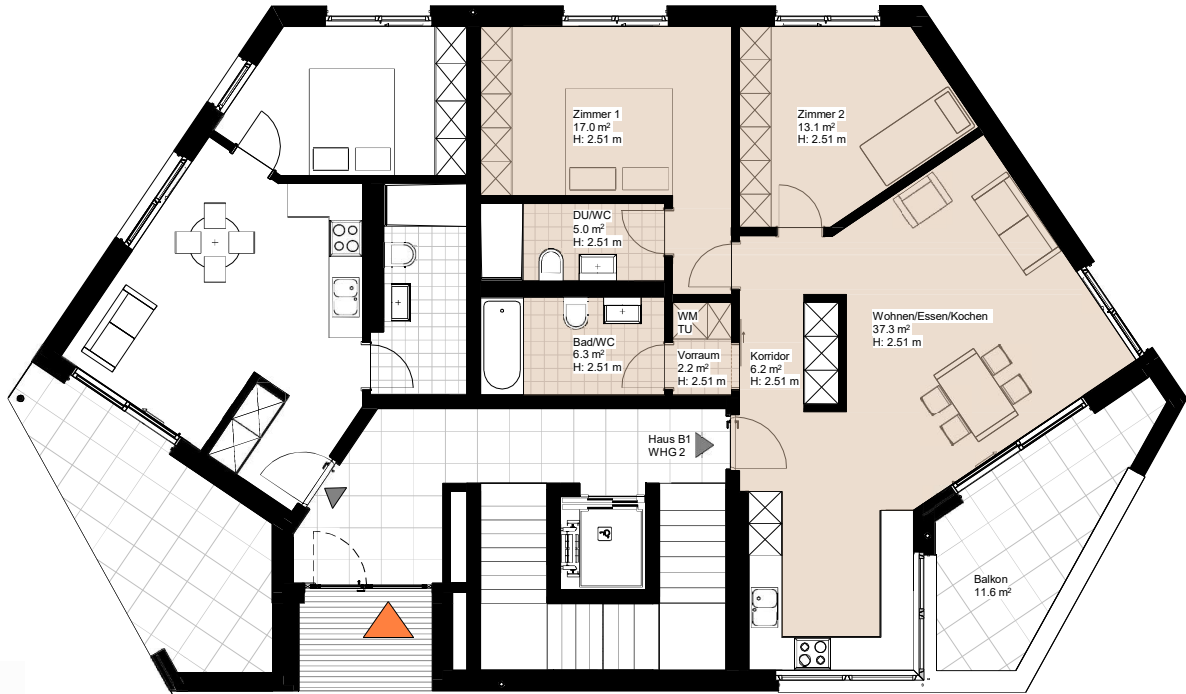 Zimmer 1
17.0 m²
H: 2.51 m
Zimmer 2
13.1 m²
H: 2.51 m
DU/WC
5.0 m²
H: 2.51 m
WM
TU
Bad/WC
6.3 m²
H: 2.51 m
Vorraum
2.2 m²
H: 2.51 m
Korridor
6.2 m²
H: 2.51 m
Wohnen/Essen/Kochen
37.3 m²
H: 2.51 m
Haus B1
WHG 2
Balkon
11.6 m²